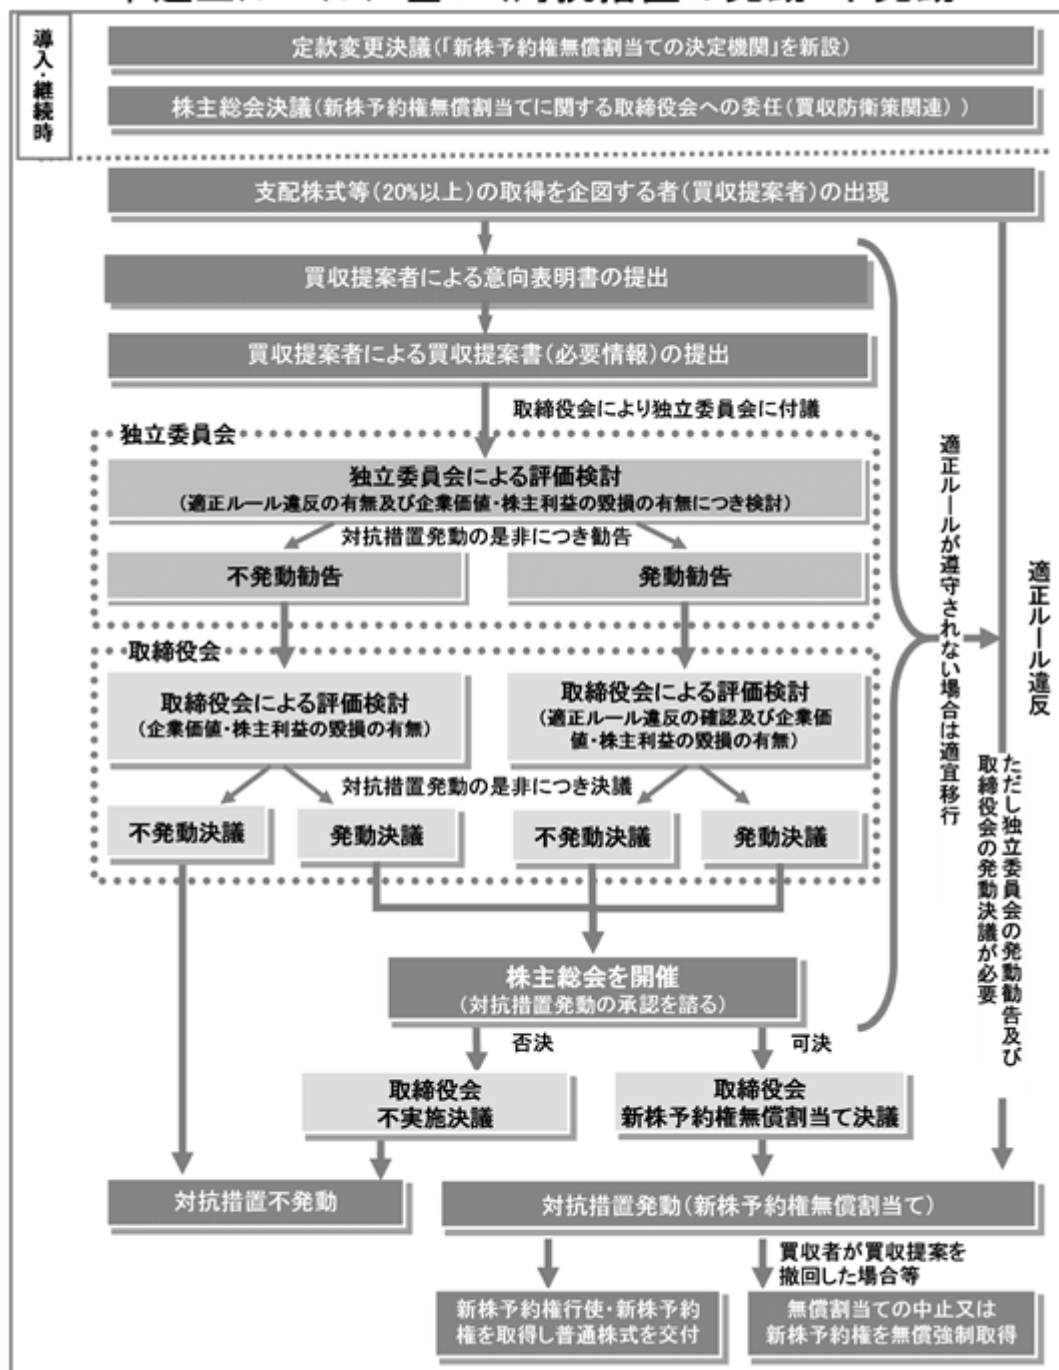 導入・継続時
定款変更決議(「新株予約権無償割当ての決定機関」を新設)
株主総会決議(新株予約権無償割当てに関する取締役会への委任(買収防衛策関連) )
支配株式等(20%以上)の取得を企図する者(買収提案者)の出現
買収提案者による意向表明書の提出
買収提案者による買収提案書(必要情報)の提出
取締役会により独立委員会に付議
独立委員会
独立委員会による評価検討
(適正ルール違反の有無及び企業価値・株主利益の毀損の有無につき検討)
対抗措置発動の是非につき勧告
不発動勧告
発動勧告
取締役会
取締役会による評価検討
(企業価値・株主利益の毀損の有無)
取締役会による評価検討
(適正ルール違反の確認及び企業価
値・株主利益の毀損の有無)
対抗措置発動の是非につき決議
不発動決議
発動決議
不発動決議
発動決議
適正ルールが遵守されない場合は適宜移行
適正ルール違反
ただし独立委員会の発動勧告及び
取締役会の発動決議が必要
株主総会を開催
(対抗措置発動の承認を諮る)
否決
可決
取締役会
不実施決議
取締役会
新株予約権無償割当て決議
対抗措置不発動
対抗措置発動(新株予約権無償割当て)
買収者が買収提案を
撤回した場合等
新株予約権行使・新株予約
権を取得し普通株式を交付
無償割当ての中止又は
新株予約権を無償強制取得